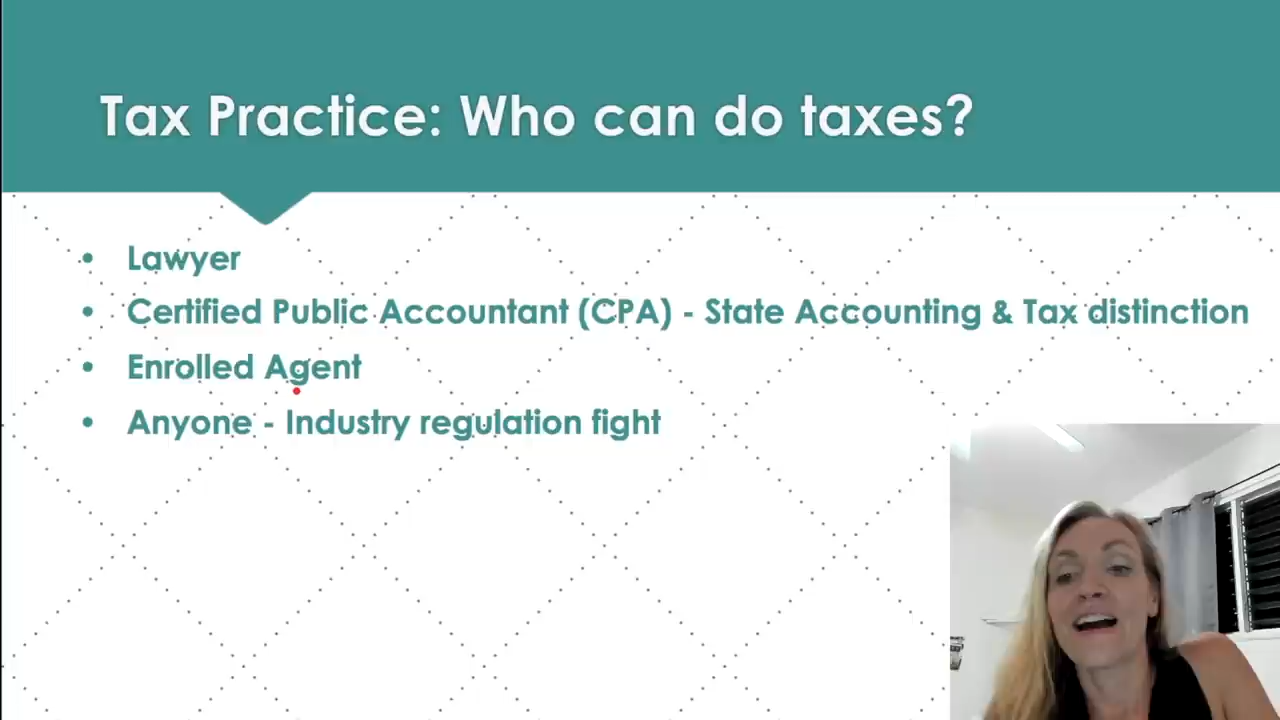 Tax Practice: Who can do taxes?
• Lawyer
• Certified Public Accountant (CPA) - State Accounting & Tax distinction
• Enrolled Agent
• Anyone - Industry regulation fight